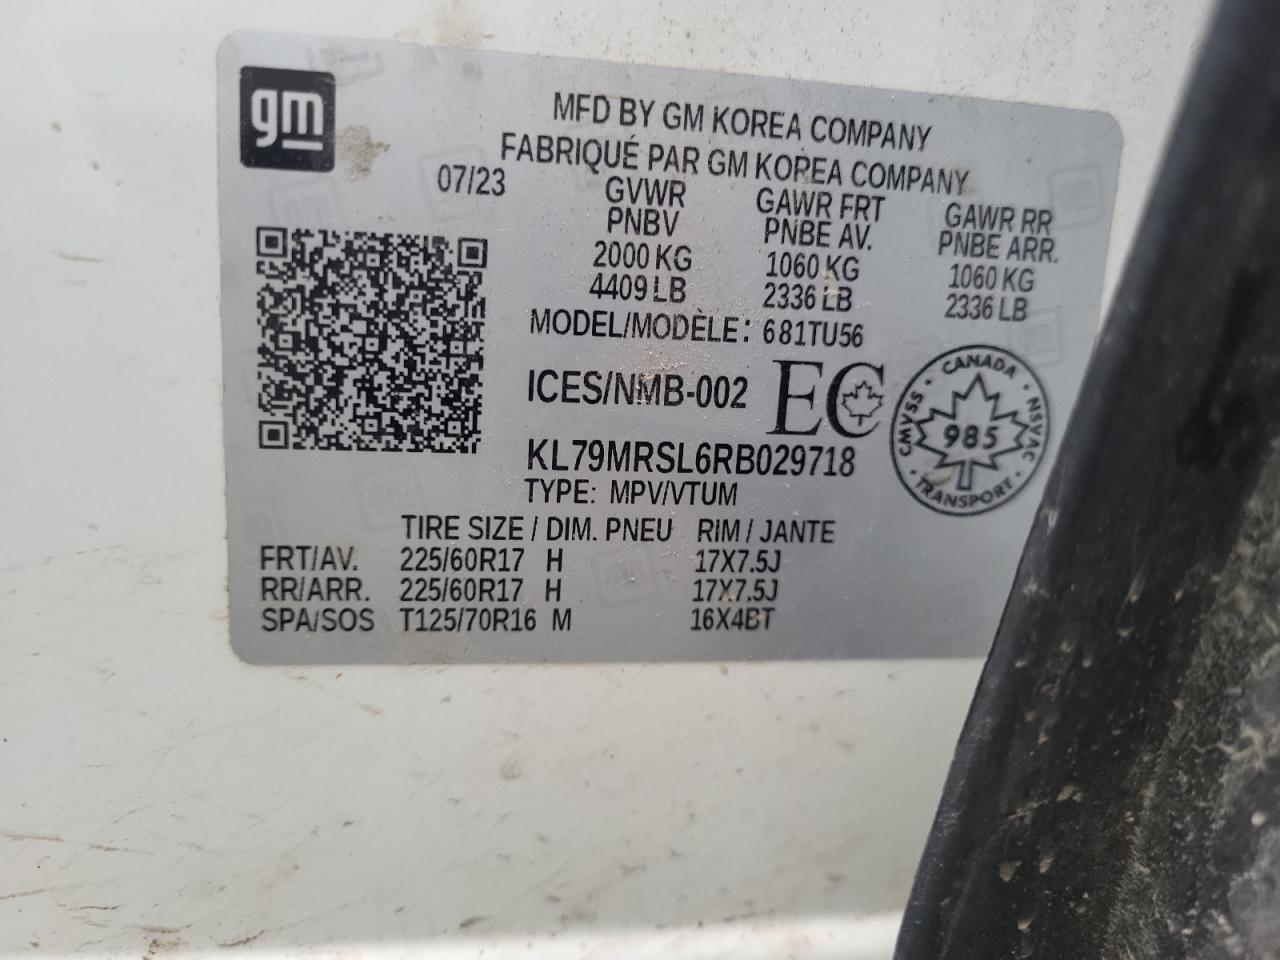 gm
MFD BY GM KOREA COMPANY
FABRIQUÉ PAR GM KOREA COMPANY
07/23
GVWR GAWR FRT GAWR RR
PNBV PNBE AV. PNBE ARR.
2000 KG 1060 KG 1060 KG
4409 LB 2336 LB 2336 LB
MODEL/MODÈLE: 681TU56
ICES/NMB-002 EC
CANADA
CMVSS 985 NSVAC
TRANSPORT
KL79MRSL6RB029718
TYPE: MPV/VTUM
TIRE SIZE / DIM. PNEU RIM / JANTE
FRT/AV. 225/60R17 H 17X7.5J
RR/ARR. 225/60R17 H 17X7.5J
SPA/SOS T125/70R16 M 16X4BT